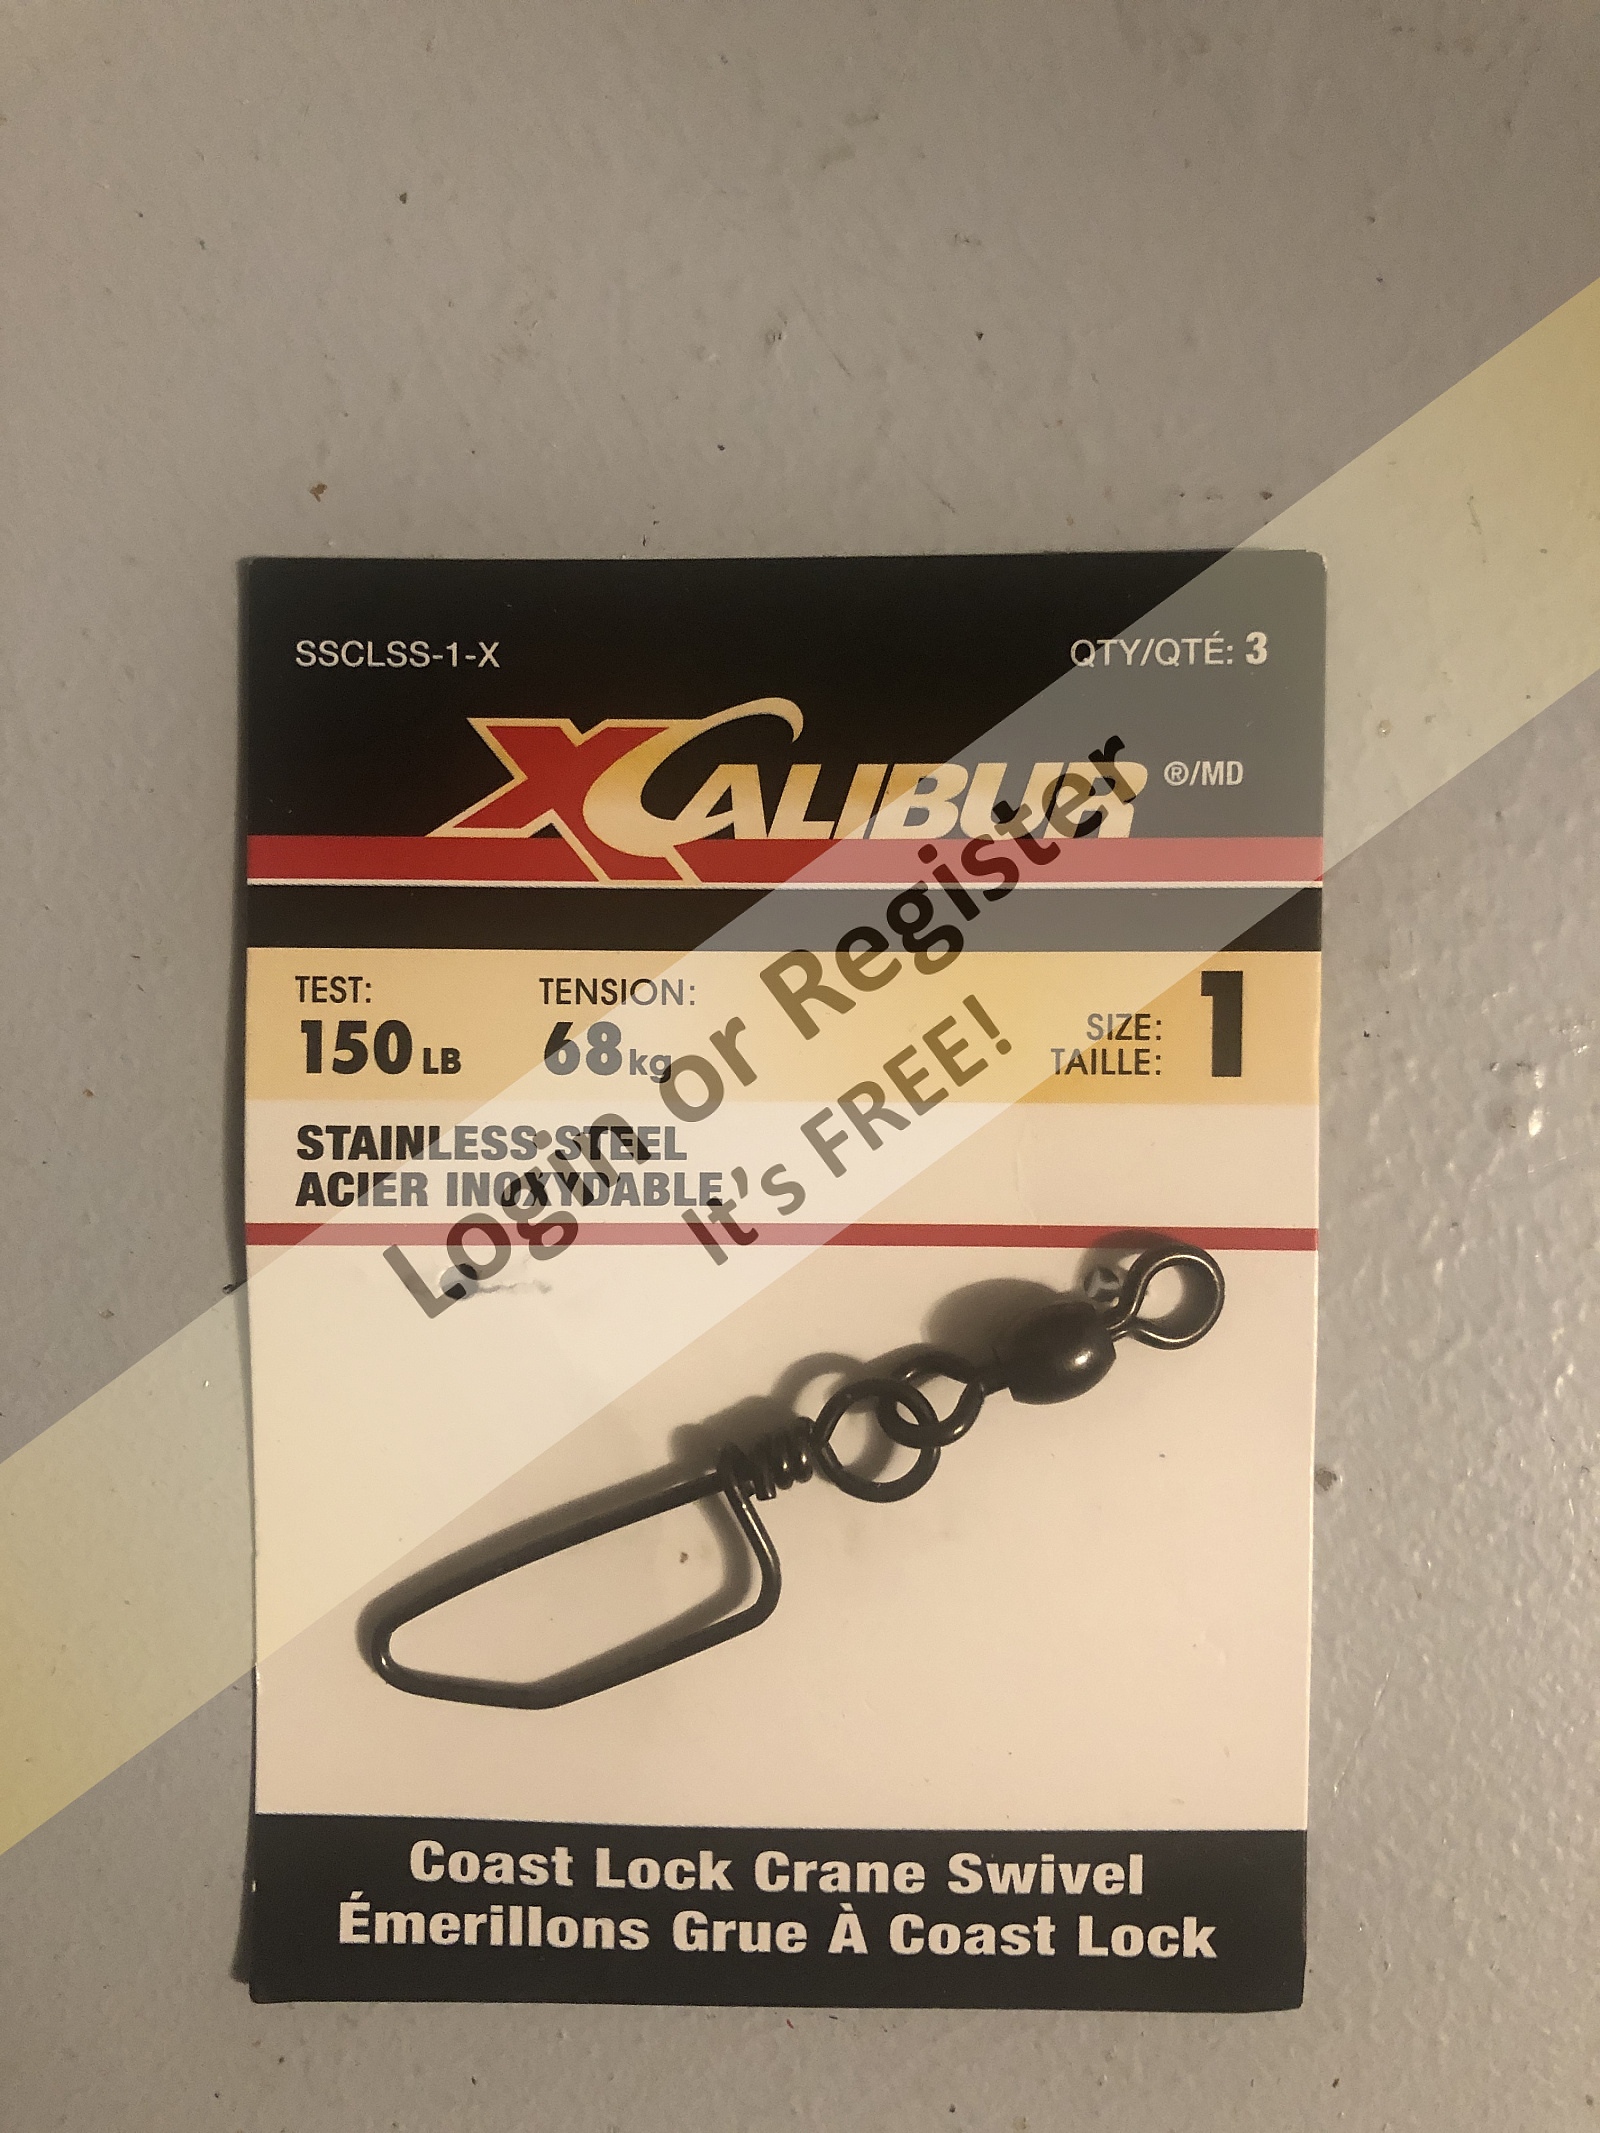 SSCLSS-1-X
QTY/QTÉ: 3
XCALIBUR ®/MD
TEST:
150 LB
TENSION:
68 kg
SIZE:
TAILLE:
1
STAINLESS STEEL
ACIER INOXYDABLE
Login or Register
It's FREE!
Coast Lock Crane Swivel
Émerillons Grue À Coast Lock